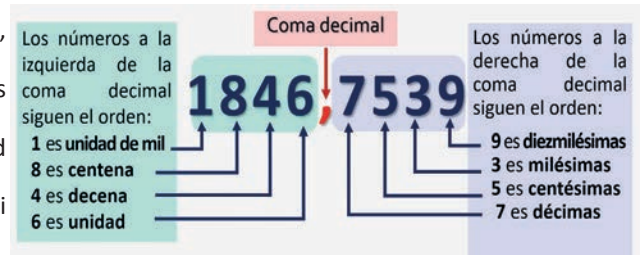 Coma decimal
Los números a la
izquierda de la
coma decimal
siguen el orden:
1 es unidad de mil
8 es centena
4 es decena
6 es unidad
1846,7539
Los números a la
derecha de la
coma decimal
siguen el orden:
9 es diezmilésimas
3 es milésimas
5 es centésimas
7 es décimas